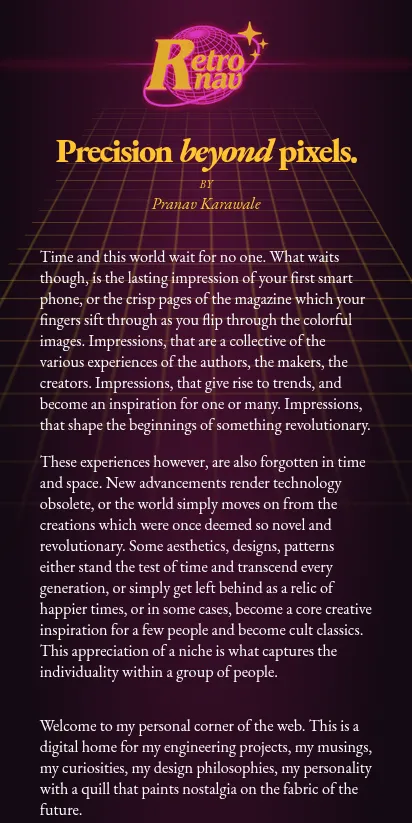 Retro
nav
Precision beyond pixels.
BY
Pranav Karawale
Time and this world wait for no one. What waits
though, is the lasting impression of your first smart
phone, or the crisp pages of the magazine which your
fingers sift through as you flip through the colorful
images. Impressions, that are a collective of the
various experiences of the authors, the makers, the
creators. Impressions, that give rise to trends, and
become an inspiration for one or many. Impressions,
that shape the beginnings of something revolutionary.
These experiences however, are also forgotten in time
and space. New advancements render technology
obsolete, or the world simply moves on from the
creations which were once deemed so novel and
revolutionary. Some aesthetics, designs, patterns
either stand the test of time and transcend every
generation, or simply get left behind as a relic of
happier times, or in some cases, become a core creative
inspiration for a few people and become cult classics.
This appreciation of a niche is what captures the
individuality within a group of people.
Welcome to my personal corner of the web. This is a
digital home for my engineering projects, my musings,
my curiosities, my design philosophies, my personality
with a quill that paints nostalgia on the fabric of the
future.